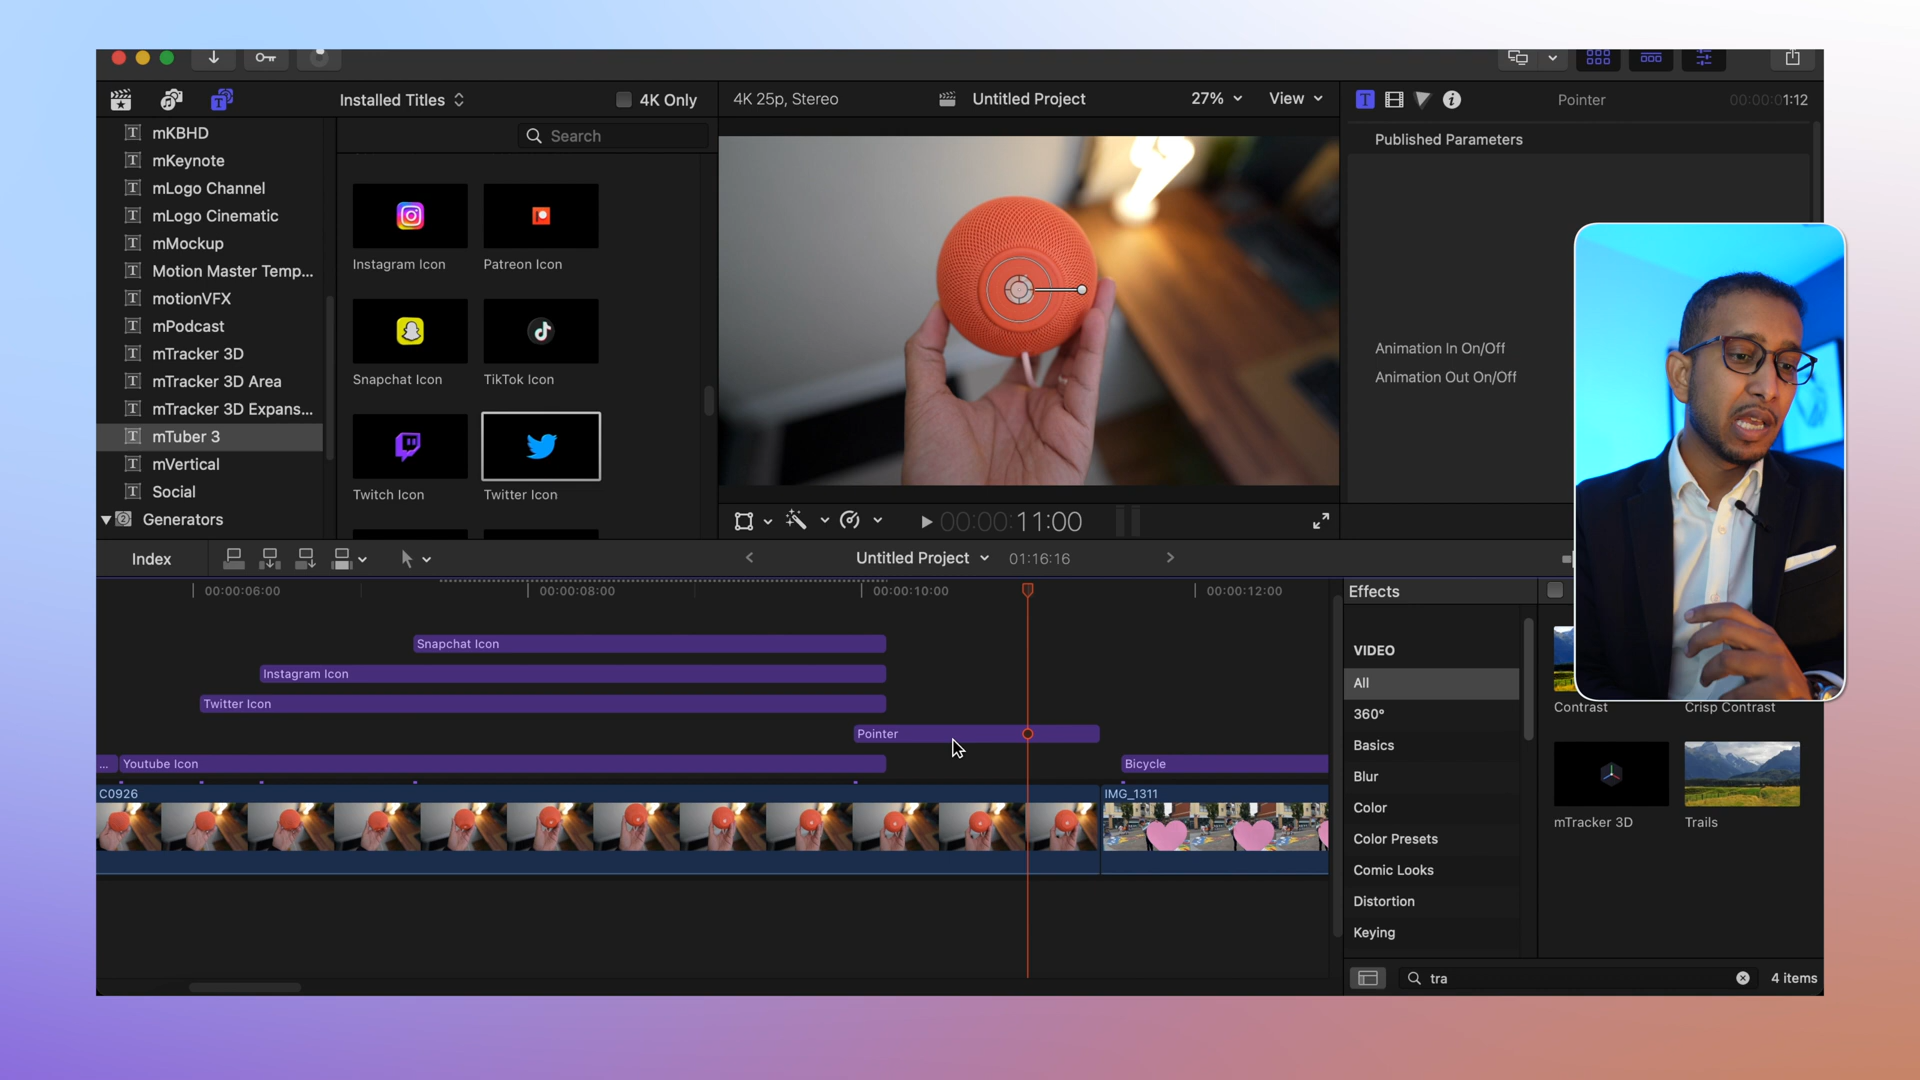 Installed Titles
4K Only
4K 25p, Stereo
Untitled Project
27%
View
Pointer
00:00:01:12
mKBHD
mKeynote
mLogo Channel
mLogo Cinematic
mMockup
Motion Master Temp...
motionVFX
mPodcast
mTracker 3D
mTracker 3D Area
mTracker 3D Expans...
mTuber 3
mVertical
Social
Generators
Search
Instagram Icon
Patreon Icon
Snapchat Icon
TikTok Icon
Twitch Icon
Twitter Icon
Published Parameters
Animation In On/Off
Animation Out On/Off
00:00:11:00
Index
Untitled Project
01:16:16
00:00:06:00
00:00:08:00
00:00:10:00
00:00:12:00
Snapchat Icon
Instagram Icon
Twitter Icon
Pointer
...
Youtube Icon
Bicycle
C0926
IMG_1311
Effects
VIDEO
All
360°
Basics
Blur
Color
Color Presets
Comic Looks
Distortion
Keying
Contrast
Crisp Contrast
mTracker 3D
Trails
tra
4 items